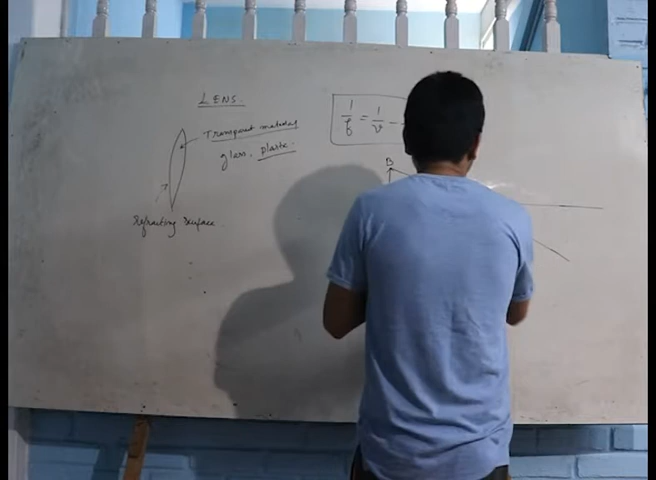 LENS.
Transparent material
glass, plastic.
Refracting surface.
1/f = 1/v -
B